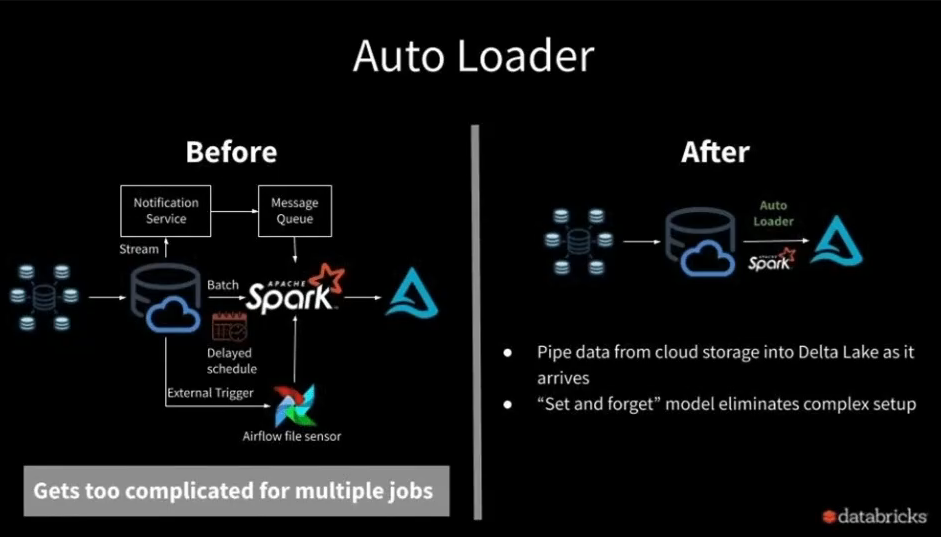 Auto Loader
Before
Notification
Service
Message
Queue
Stream
Batch
APACHE
Spark
Delayed
schedule
External Trigger
Airflow file sensor
Gets too complicated for multiple jobs
After
Auto
Loader
APACHE
Spark
● Pipe data from cloud storage into Delta Lake as it
arrives
● “Set and forget” model eliminates complex setup
databricks